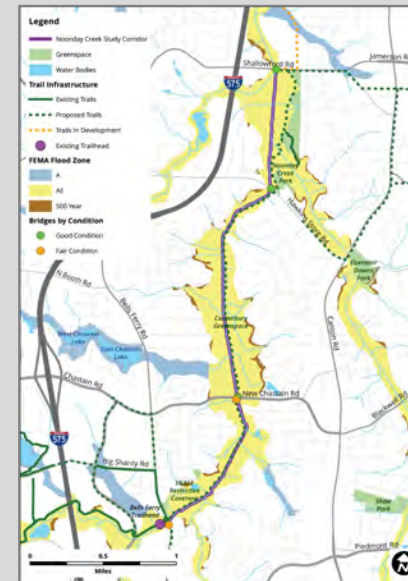 Legend
Noonday Creek Study Corridor
Greenspace
Water Bodies
Trail Infrastructure
Existing Trails
Proposed Trails
Trails in Development
Existing Trailhead
FEMA Flood Zone
A
AE
500 Year
Bridges by Condition
Good Condition
Fair Condition
Shallowford Rd
Jamerson Rd
575
Noonday
Creek
Park
Hawkins Store Rd
Ebenezer
Downs
Park
N Booth Rd
Bells Ferry Rd
Canton Rd
Canterbury
Greenspace
West Chastain
Lake
East Chastain
Lake
Chastain Rd
New Chastain Rd
Blackwell Rd
575
Big Shanty Rd
Restrictive
Covenant
Bells Ferry
Trailhead
Park
Piedmont Rd
0
0.5
1
Miles
N